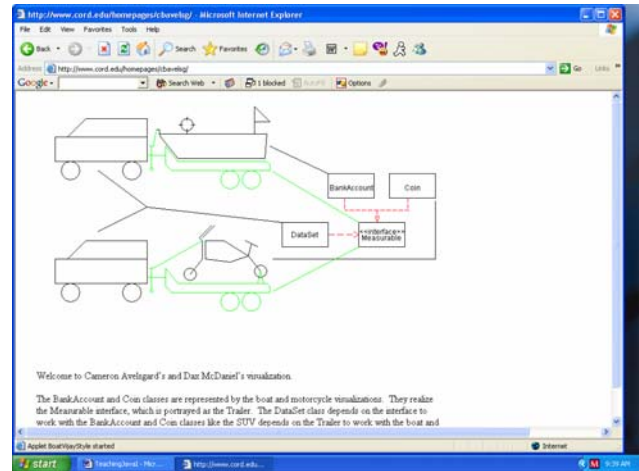 http://www.cord.edu/homepages/cbavelsg/ - Microsoft Internet Explorer
File Edit View Favorites Tools Help
Back Search Favorites
Address http://www.cord.edu/homepages/cbavelsg/ Go Links
Google Search Web 1 blocked Options
BankAccount Coin
DataSet <<interface>>
Measurable
Welcome to Cameron Avelsgard's and Dax McDaniel's visualization.
The BankAccount and Coin classes are represented by the boat and motorcycle visualizations. They realize
the Measurable interface, which is portrayed as the Trailer. The DataSet class depends on the interface to
work with the BankAccount and Coin classes like the SUV depends on the Trailer to work with the boat and
Applet BoatVijayStyle started Internet
start TeachingJava1 - Micr... http://www.cord.edu... 9:39 AM